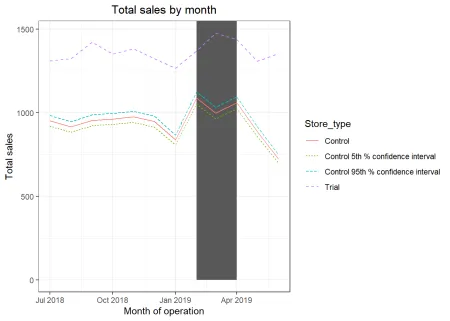 Total sales by month
Total sales
1500
1000
500
0
Jul 2018
Oct 2018
Jan 2019
Apr 2019
Month of operation
Store_type
Control
Control 5th % confidence interval
Control 95th % confidence interval
Trial